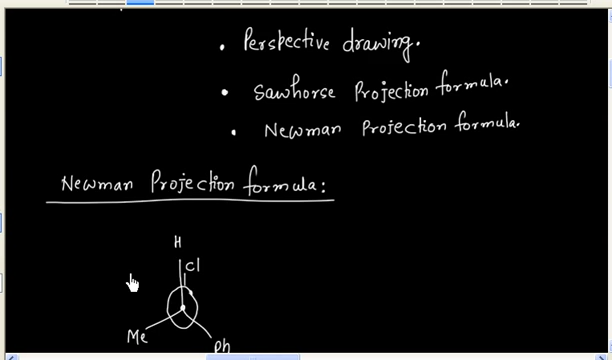 • Perspective drawing.
• Sawhorse Projection formula.
• Newman Projection formula.
Newman Projection formula:
H
Cl
Me
Ph